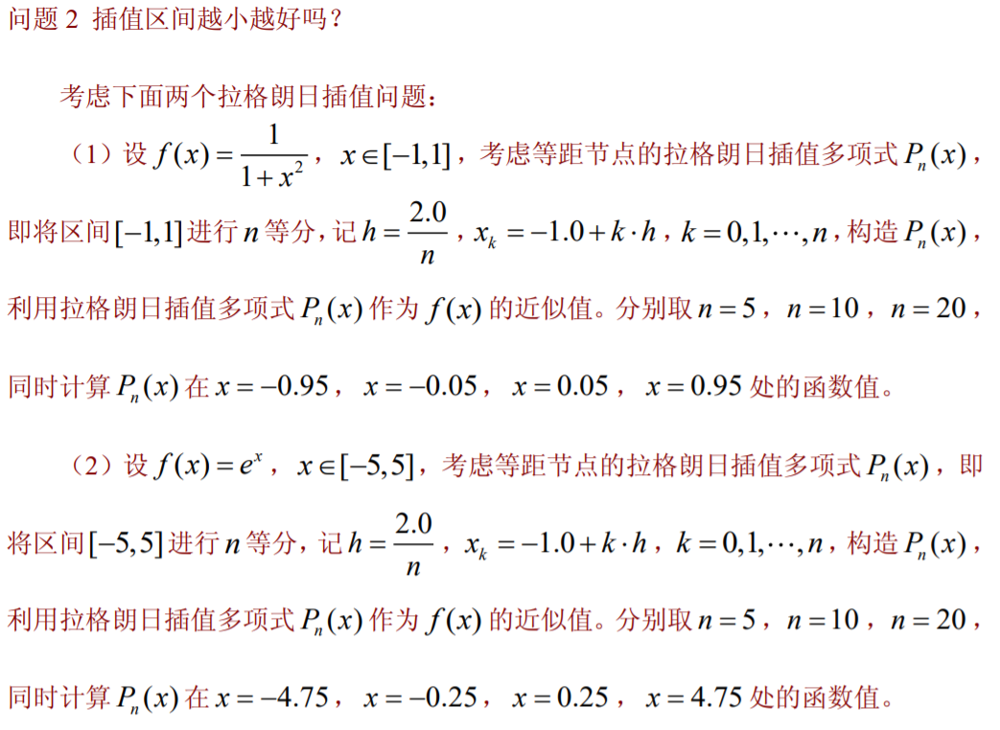 问题 2 插值区间越小越好吗？
考虑下面两个拉格朗日插值问题：
（1）设 $f(x)=\dfrac{1}{1+x^2}$，$x\in[-1,1]$，考虑等距节点的拉格朗日插值多项式 $P_n(x)$，
即将区间$[-1,1]$进行 $n$ 等分，记 $h=\dfrac{2.0}{n}$，$x_k=-1.0+k\cdot h$，$k=0,1,\cdots,n$，构造 $P_n(x)$，
利用拉格朗日插值多项式 $P_n(x)$ 作为 $f(x)$ 的近似值。分别取 $n=5$，$n=10$，$n=20$，
同时计算 $P_n(x)$ 在 $x=-0.95$，$x=-0.05$，$x=0.05$，$x=0.95$ 处的函数值。
（2）设 $f(x)=e^x$，$x\in[-5,5]$，考虑等距节点的拉格朗日插值多项式 $P_n(x)$，即
将区间$[-5,5]$进行 $n$ 等分，记 $h=\dfrac{2.0}{n}$，$x_k=-1.0+k\cdot h$，$k=0,1,\cdots,n$，构造 $P_n(x)$，
利用拉格朗日插值多项式 $P_n(x)$ 作为 $f(x)$ 的近似值。分别取 $n=5$，$n=10$，$n=20$，
同时计算 $P_n(x)$ 在 $x=-4.75$，$x=-0.25$，$x=0.25$，$x=4.75$ 处的函数值。